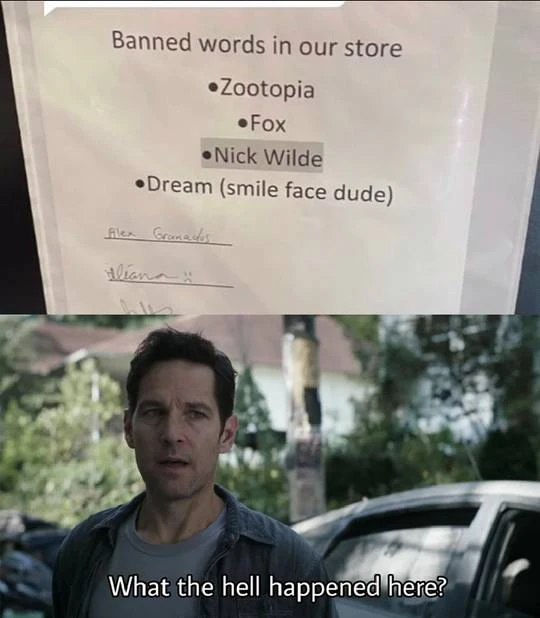 Banned words in our store
•Zootopia
•Fox
•Nick Wilde
•Dream (smile face dude)
Alex Granados
iliana :(
What the hell happened here?